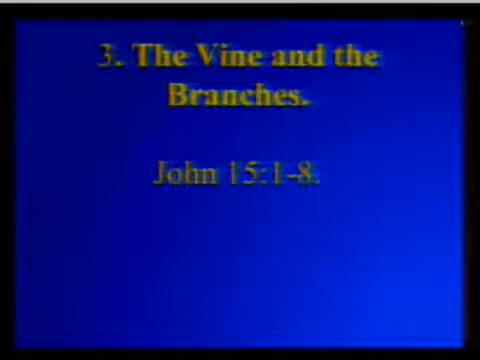 3. The Vine and the
Branches.
John 15:1-8.